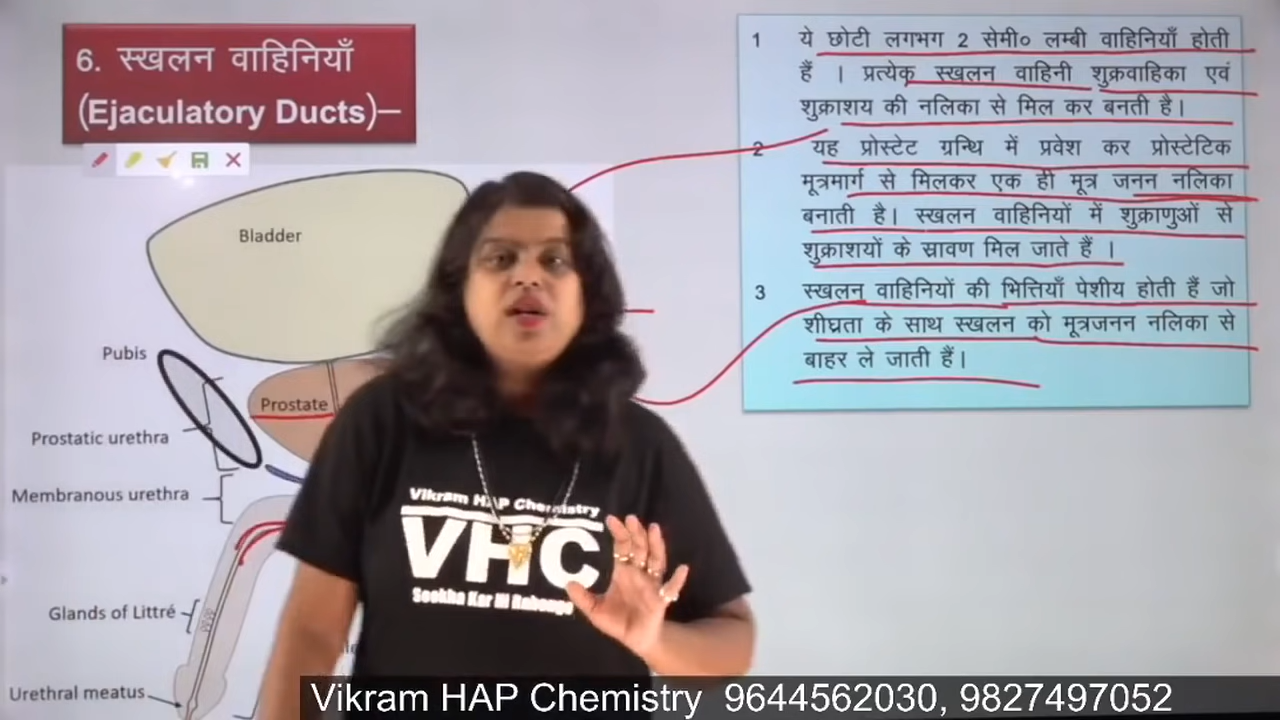 6. स्खलन वाहिनियाँ
(Ejaculatory Ducts)–
1 ये छोटी लगभग 2 सेमी० लम्बी वाहिनियाँ होती
हैं । प्रत्येक स्खलन वाहिनी शुक्रवाहिका एवं
शुक्राशय की नलिका से मिल कर बनती है।
2 यह प्रोस्टेट ग्रन्थि में प्रवेश कर प्रोस्टेटिक
मूत्रमार्ग से मिलकर एक ही मूत्र जनन नलिका
बनाती है। स्खलन वाहिनियों में शुक्राणुओं से
शुक्राशयों के स्रावण मिल जाते हैं ।
3 स्खलन वाहिनियों की भित्तियाँ पेशीय होती हैं जो
शीघ्रता के साथ स्खलन को मूत्रजनन नलिका से
बाहर ले जाती हैं।
Bladder
Pubis
Prostate
Prostatic urethra
Membranous urethra
Glands of Littré
Urethral meatus
Vikram HAP Chemistry
VHC
Seekha Kar Hi Rahenge
Vikram HAP Chemistry 9644562030, 9827497052